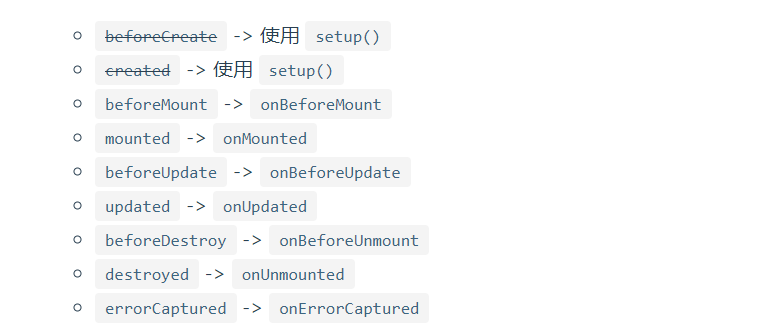 beforeCreate -> 使用 setup()
created -> 使用 setup()
beforeMount -> onBeforeMount
mounted -> onMounted
beforeUpdate -> onBeforeUpdate
updated -> onUpdated
beforeDestroy -> onBeforeUnmount
destroyed -> onUnmounted
errorCaptured -> onErrorCaptured